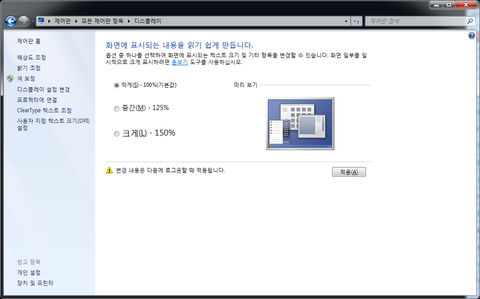 제어판 ▸ 모든 제어판 항목 ▸ 디스플레이
제어판 검색
제어판 홈
해상도 조정
밝기 조정
색 보정
디스플레이 설정 변경
프로젝터에 연결
ClearType 텍스트 조정
사용자 지정 텍스트 크기(DPI)
설정
화면에 표시되는 내용을 읽기 쉽게 만듭니다.
옵션 중 하나를 선택하여 화면에 표시되는 텍스트 크기 및 기타 항목을 변경할 수 있습니다. 화면 일부를 일
시적으로 크게 표시하려면 돋보기 도구를 사용하십시오.
작게(S) - 100%(기본값)
미리 보기
중간(M) - 125%
크게(L) - 150%
변경 내용은 다음에 로그온할 때 적용됩니다.
적용(A)
참고 항목
개인 설정
장치 및 프린터